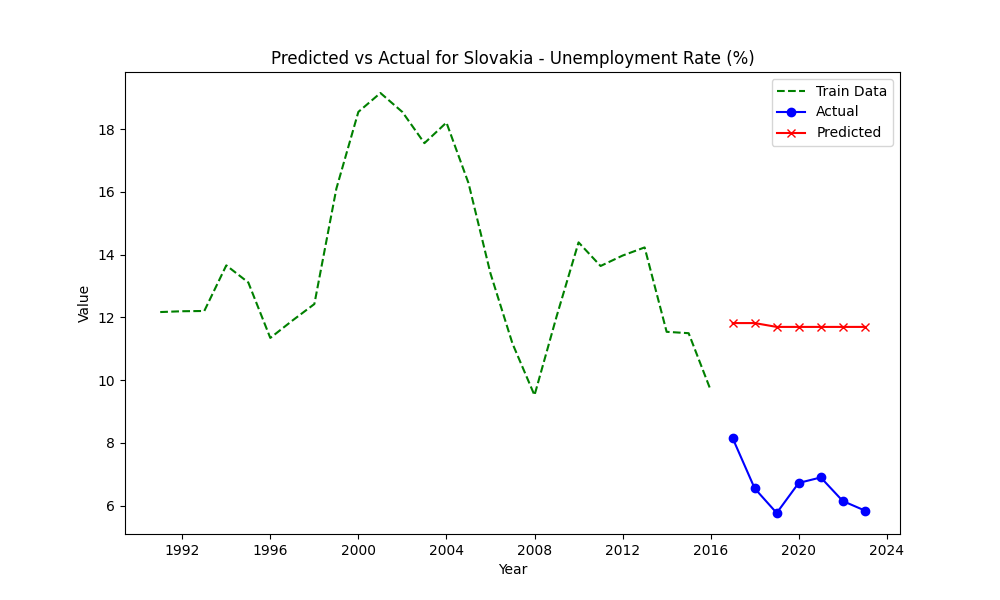 Predicted vs Actual for Slovakia - Unemployment Rate (%)
Train Data
Actual
Predicted
18
16
14
12
10
8
6
Value
1992 1996 2000 2004 2008 2012 2016 2020 2024
Year